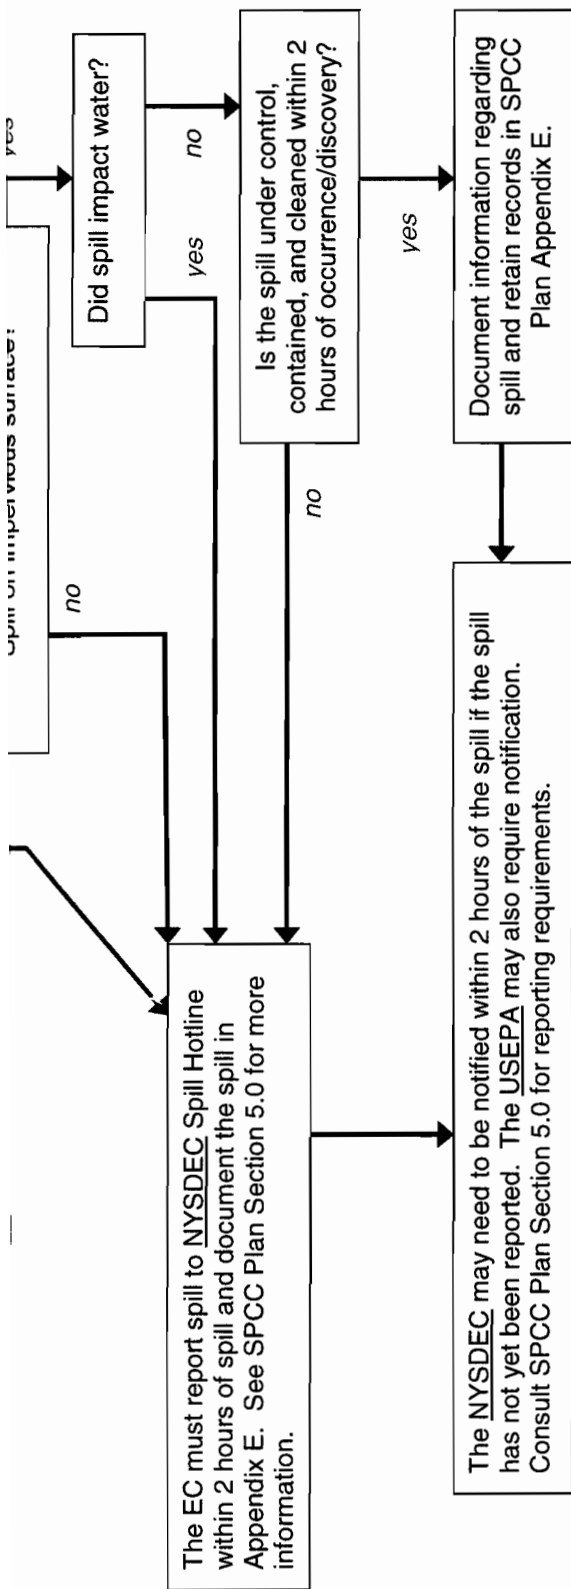 yes
Spill on impervious surface?
no
Did spill impact water?
yes
no
The EC must report spill to NYSDEC Spill Hotline
within 2 hours of spill and document the spill in
Appendix E. See SPCC Plan Section 5.0 for more
information.
Is the spill under control,
contained, and cleaned within 2
hours of occurrence/discovery?
no
yes
The NYSDEC may need to be notified within 2 hours of the spill if the spill
has not yet been reported. The USEPA may also require notification.
Consult SPCC Plan Section 5.0 for reporting requirements.
Document information regarding
spill and retain records in SPCC
Plan Appendix E.